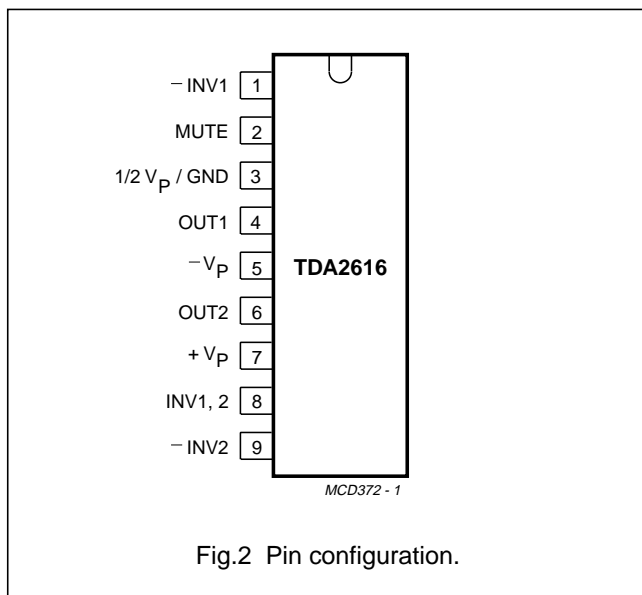 −INV1 1
MUTE 2
1/2 VP / GND 3
OUT1 4
−VP 5
TDA2616
OUT2 6
+VP 7
INV1, 2 8
−INV2 9
MCD372 - 1
Fig.2 Pin configuration.